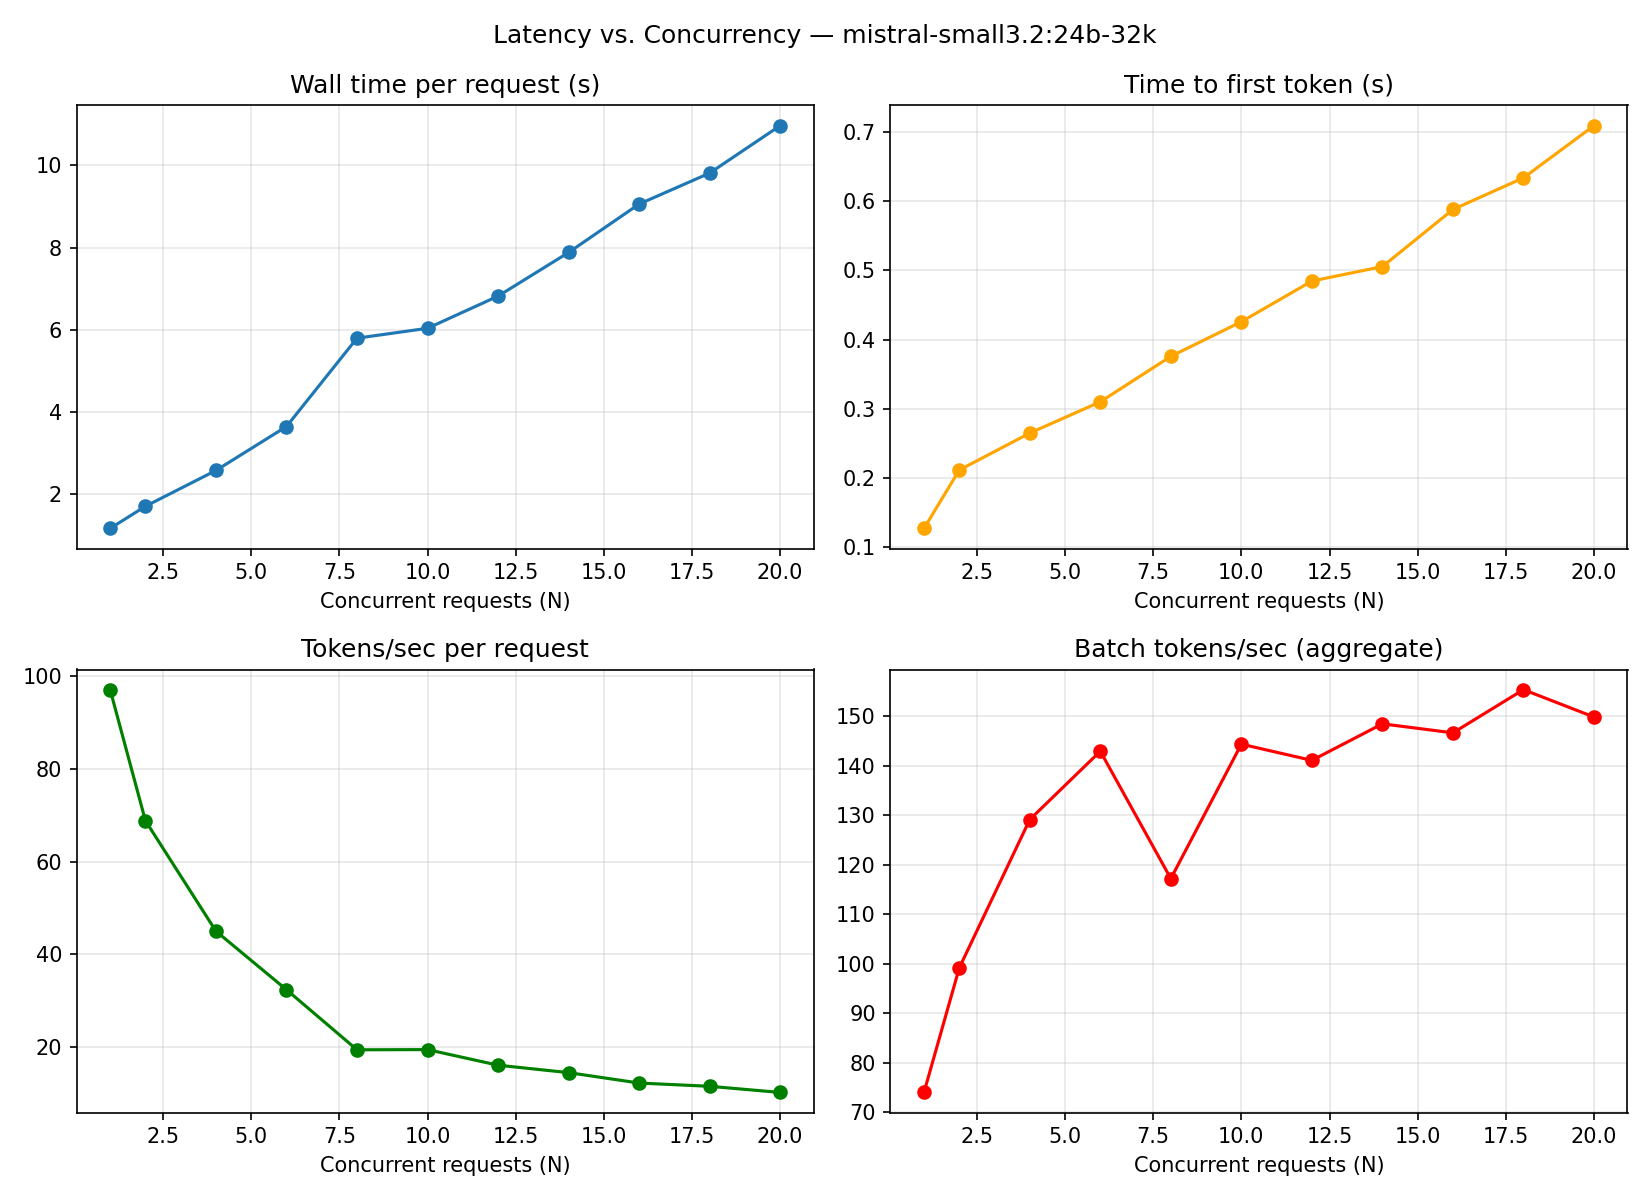 Latency vs. Concurrency — mistral-small3.2:24b-32k
Wall time per request (s)
10
8
6
4
2
2.5 5.0 7.5 10.0 12.5 15.0 17.5 20.0
Concurrent requests (N)
Time to first token (s)
0.7
0.6
0.5
0.4
0.3
0.2
0.1
2.5 5.0 7.5 10.0 12.5 15.0 17.5 20.0
Concurrent requests (N)
Tokens/sec per request
100
80
60
40
20
2.5 5.0 7.5 10.0 12.5 15.0 17.5 20.0
Concurrent requests (N)
Batch tokens/sec (aggregate)
150
140
130
120
110
100
90
80
70
2.5 5.0 7.5 10.0 12.5 15.0 17.5 20.0
Concurrent requests (N)